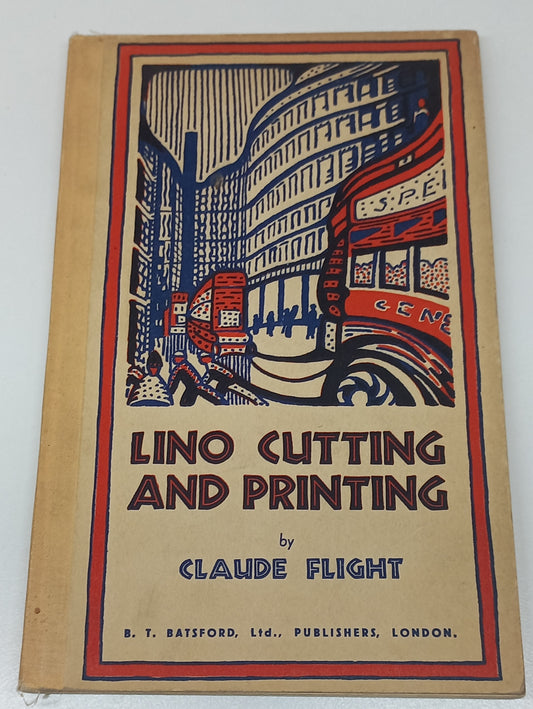 SPE
GENE
LINO CUTTING
AND PRINTING
by
CLAUDE FLIGHT
B. T. BATSFORD, Ltd., PUBLISHERS, LONDON.